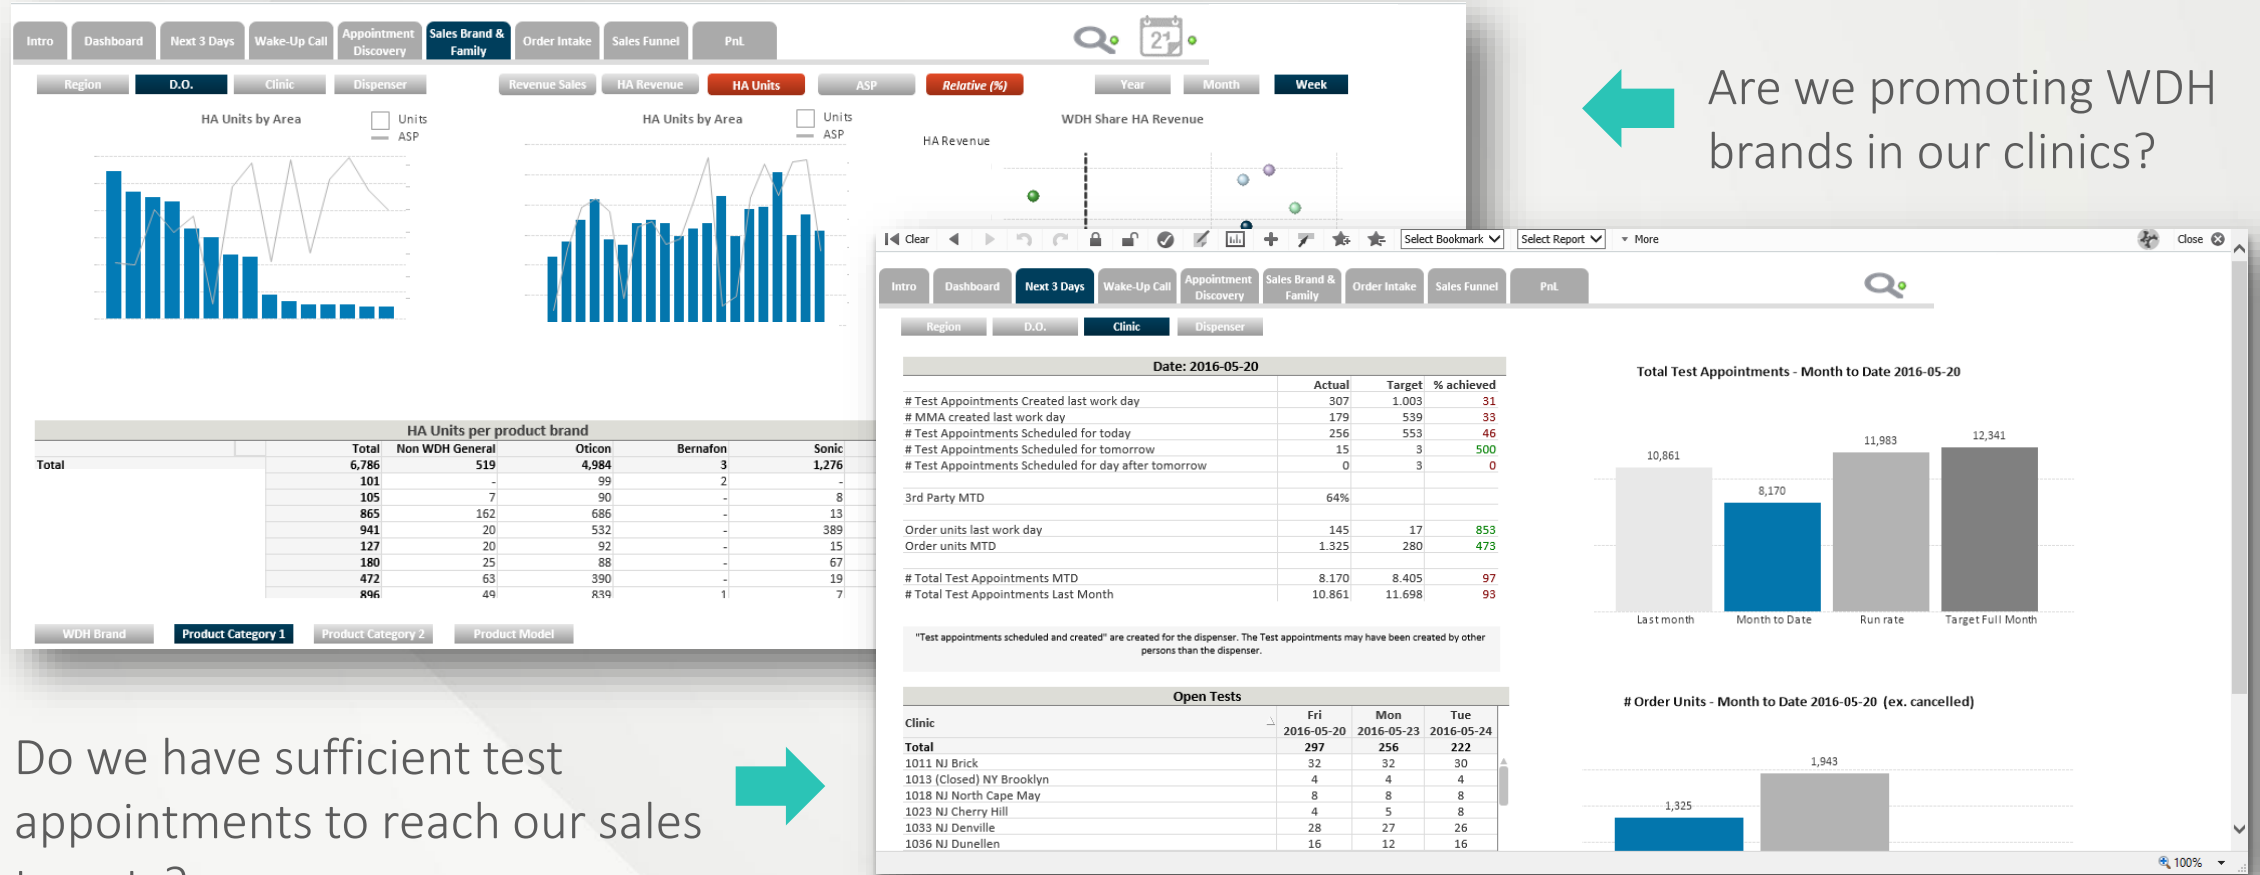 Intro Dashboard Next 3 Days Wake-Up Call Appointment Discovery Sales Brand & Family Order Intake Sales Funnel PnL
21
Region D.O. Clinic Dispenser Revenue Sales HA Revenue HA Units ASP Relative (%) Year Month Week
HA Units by Area
Units
ASP
HA Units by Area
Units
ASP
WDH Share HA Revenue
HA Revenue
HA Units per product brand
Total Non WDH General Oticon Bernafon Sonic
Total 6,786 519 4,984 3 1,276
101 - 99 2 -
105 7 90 - 8
865 162 686 - 13
941 20 532 - 389
127 20 92 - 15
180 25 88 - 67
472 63 390 - 19
896 49 839 1 7
WDH Brand Product Category 1 Product Category 2 Product Model
Are we promoting WDH
brands in our clinics?
Do we have sufficient test
appointments to reach our sales
Clear Select Bookmark Select Report More Close
Intro Dashboard Next 3 Days Wake-Up Call Appointment Discovery Sales Brand & Family Order Intake Sales Funnel PnL
Region D.O. Clinic Dispenser
Date: 2016-05-20
Actual Target % achieved
# Test Appointments Created last work day 307 1.003 31
# MMA created last work day 179 539 33
# Test Appointments Scheduled for today 256 553 46
# Test Appointments Scheduled for tomorrow 15 3 500
# Test Appointments Scheduled for day after tomorrow 0 3 0
3rd Party MTD 64%
Order units last work day 145 17 853
Order units MTD 1.325 280 473
# Total Test Appointments MTD 8.170 8.405 97
# Total Test Appointments Last Month 10.861 11.698 93
"Test appointments scheduled and created" are created for the dispenser. The Test appointments may have been created by other
persons than the dispenser.
Open Tests
Clinic Fri Mon Tue
2016-05-20 2016-05-23 2016-05-24
Total 297 256 222
1011 NJ Brick 32 32 30
1013 (Closed) NY Brooklyn 4 4 4
1018 NJ North Cape May 8 8 8
1023 NJ Cherry Hill 4 5 8
1033 NJ Denville 28 27 26
1036 NJ Dunellen 16 12 16
Total Test Appointments - Month to Date 2016-05-20
10,861 8,170 11,983 12,341
Last month Month to Date Run rate Target Full Month
# Order Units - Month to Date 2016-05-20 (ex. cancelled)
1,325 1,943
100%